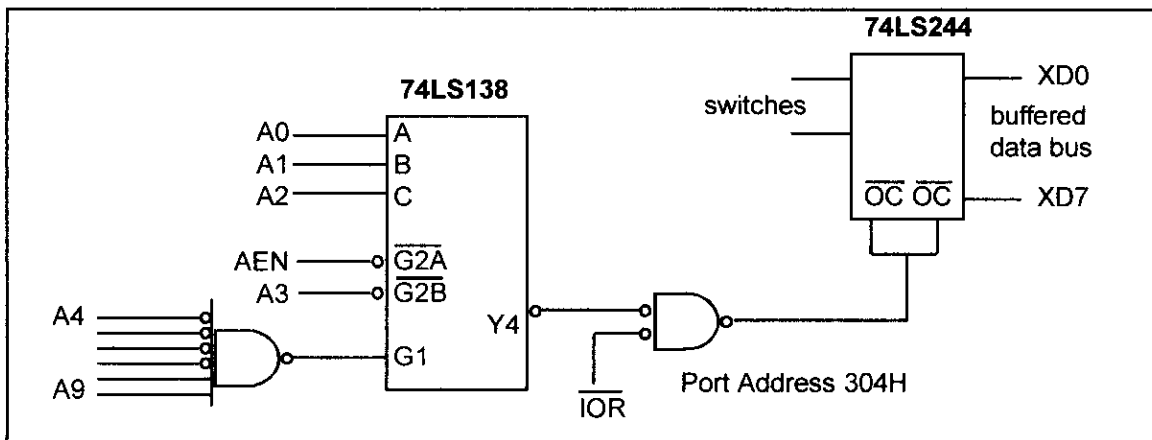 74LS244
74LS138
switches
XD0
buffered
data bus
XD7
OC OC
A0
A
A1
B
A2
C
AEN
G2A
A3
G2B
Y4
A4
G1
A9
IOR
Port Address 304H